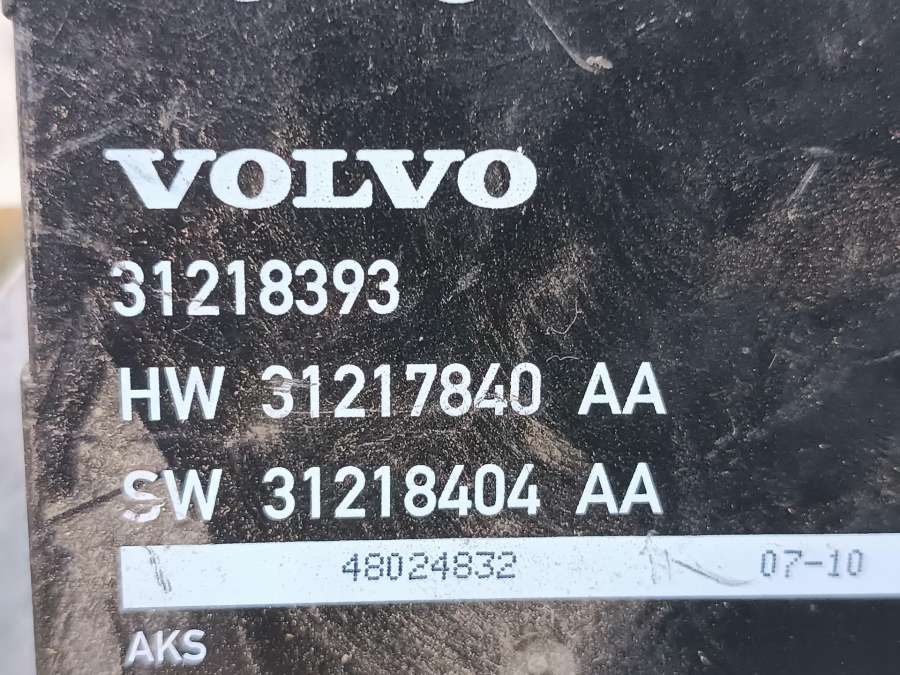 VOLVO
31218393
HW 31217840 AA
SW 31218404 AA
48024832 07-10
AKS